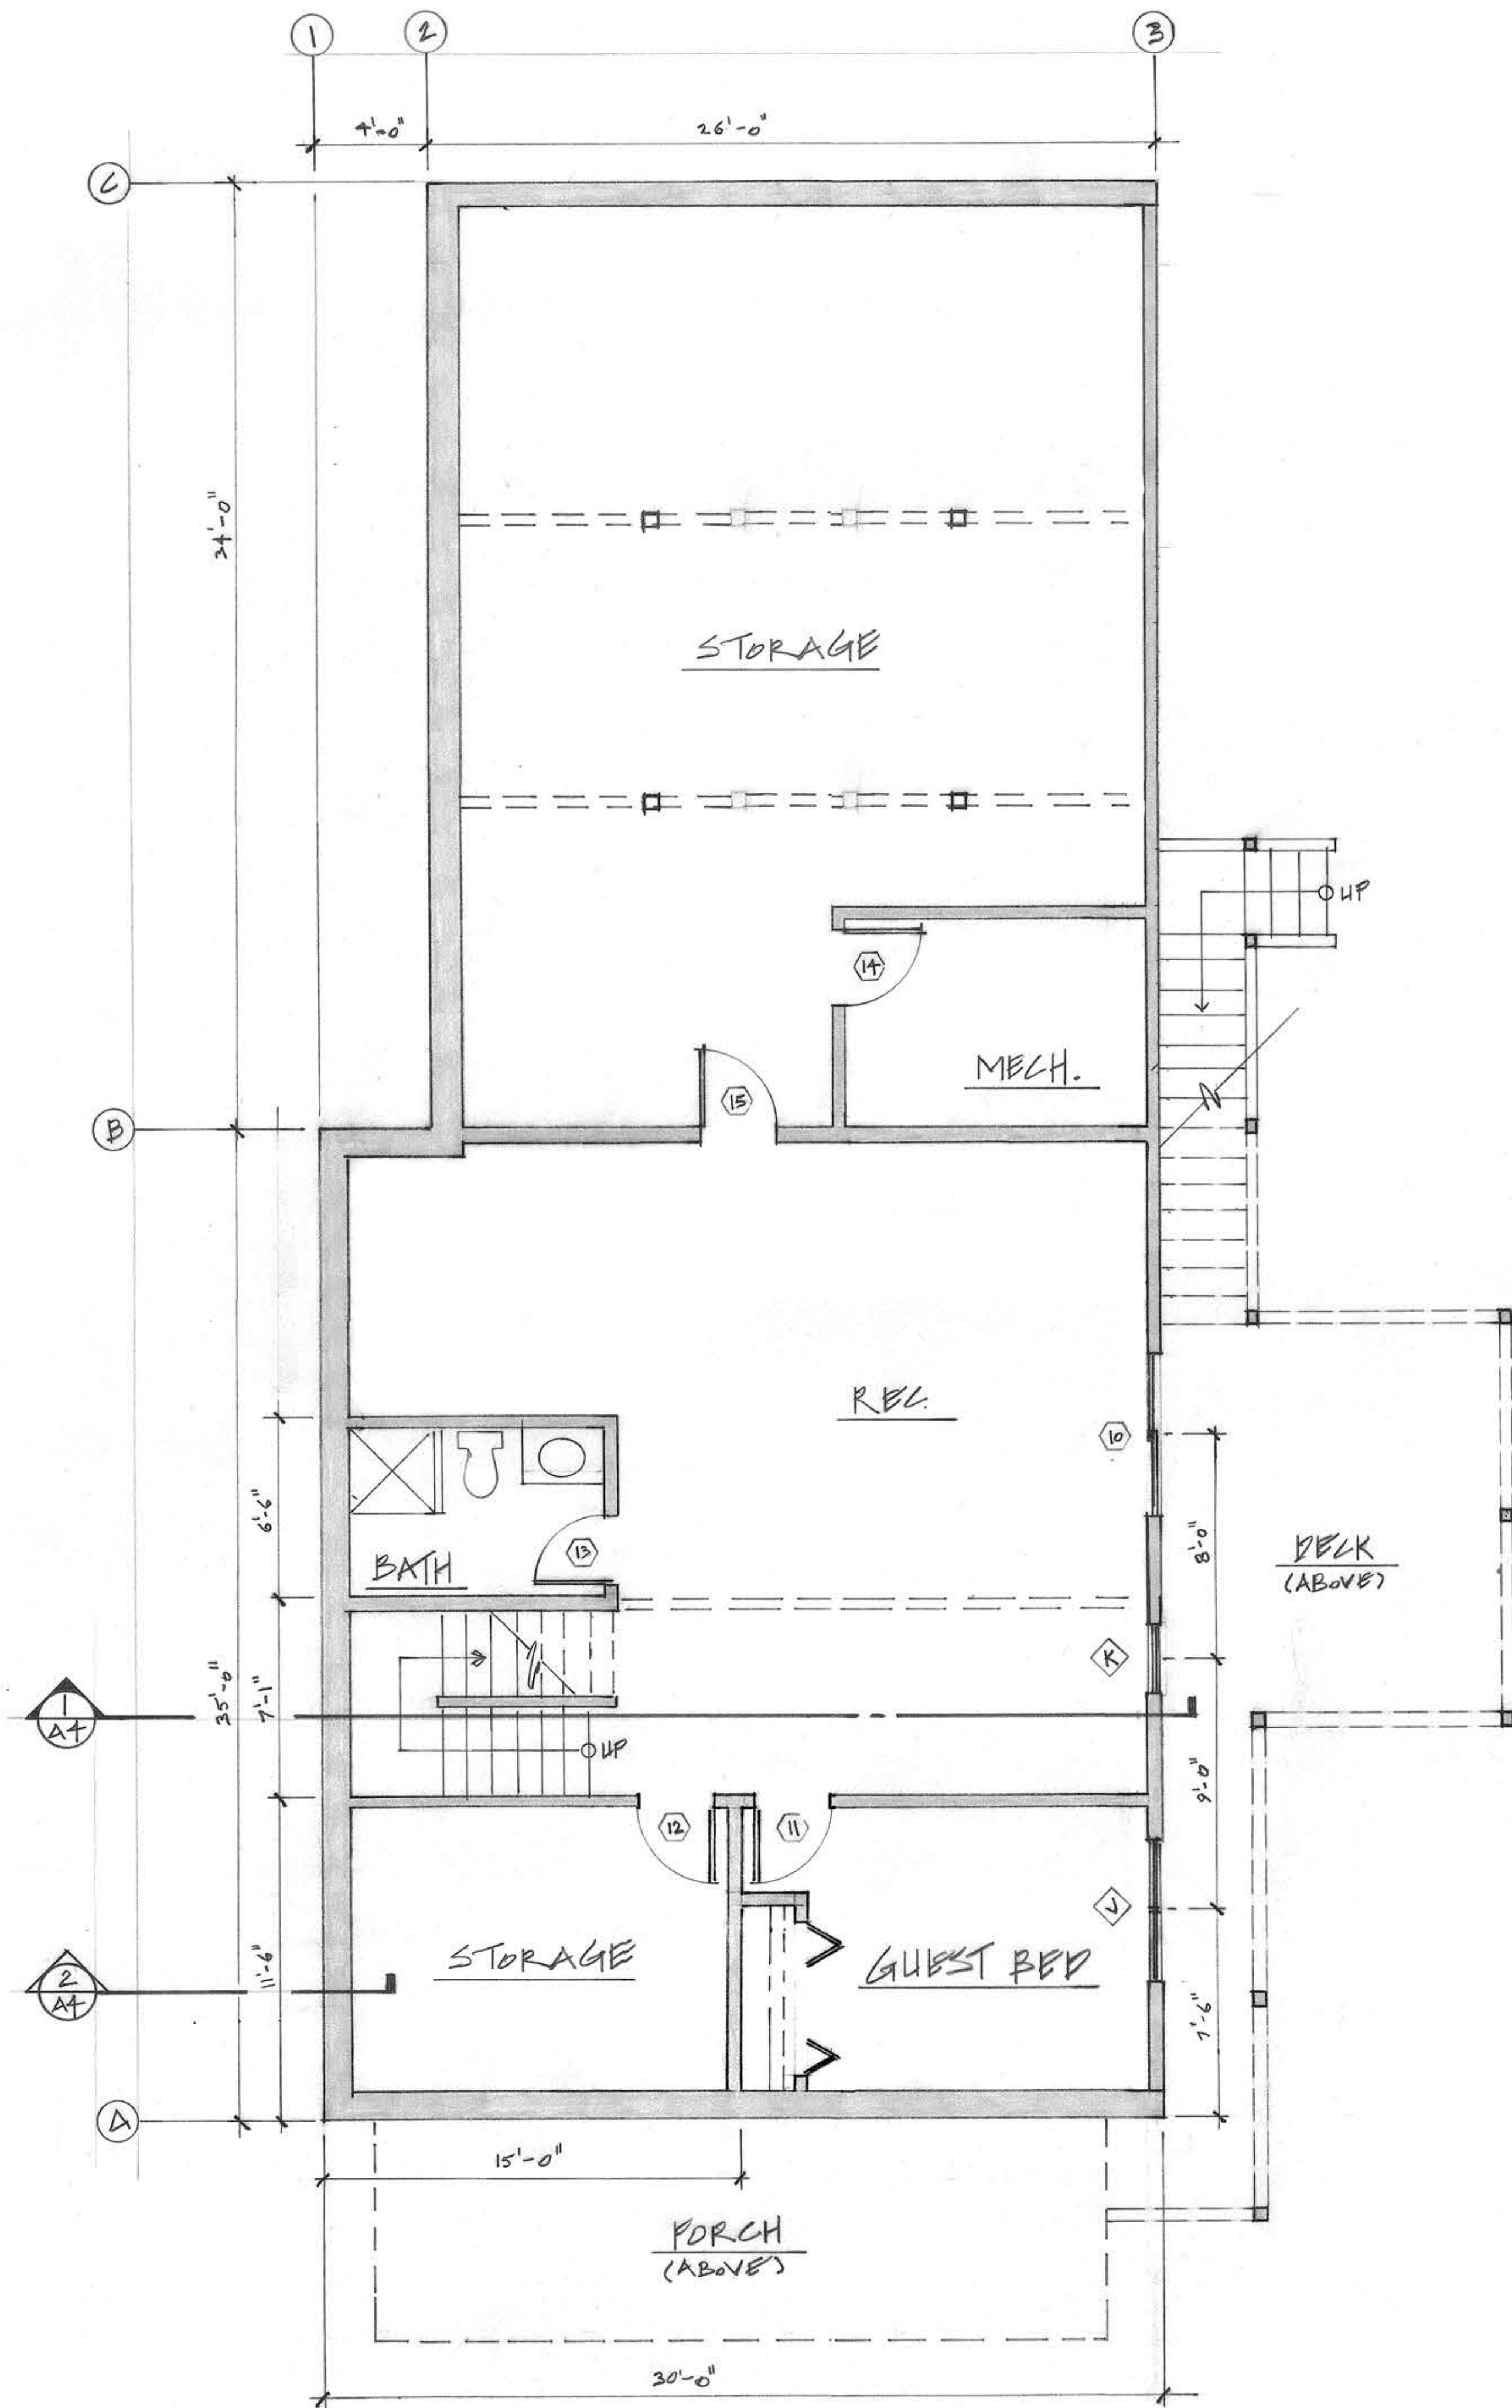 1
2
3
4'-0"
26'-0"
C
34'-0"
STORAGE
UP
14
MECH.
15
B
REC.
10
6'-6"
8'-0"
13
BATH
DECK
(ABOVE)
K
35'-6"
7'-1"
1
A4
UP
9'-0"
12
11
J
11'-6"
STORAGE
GUEST BED
2
A4
7'-6"
A
15'-0"
PORCH
(ABOVE)
30'-0"